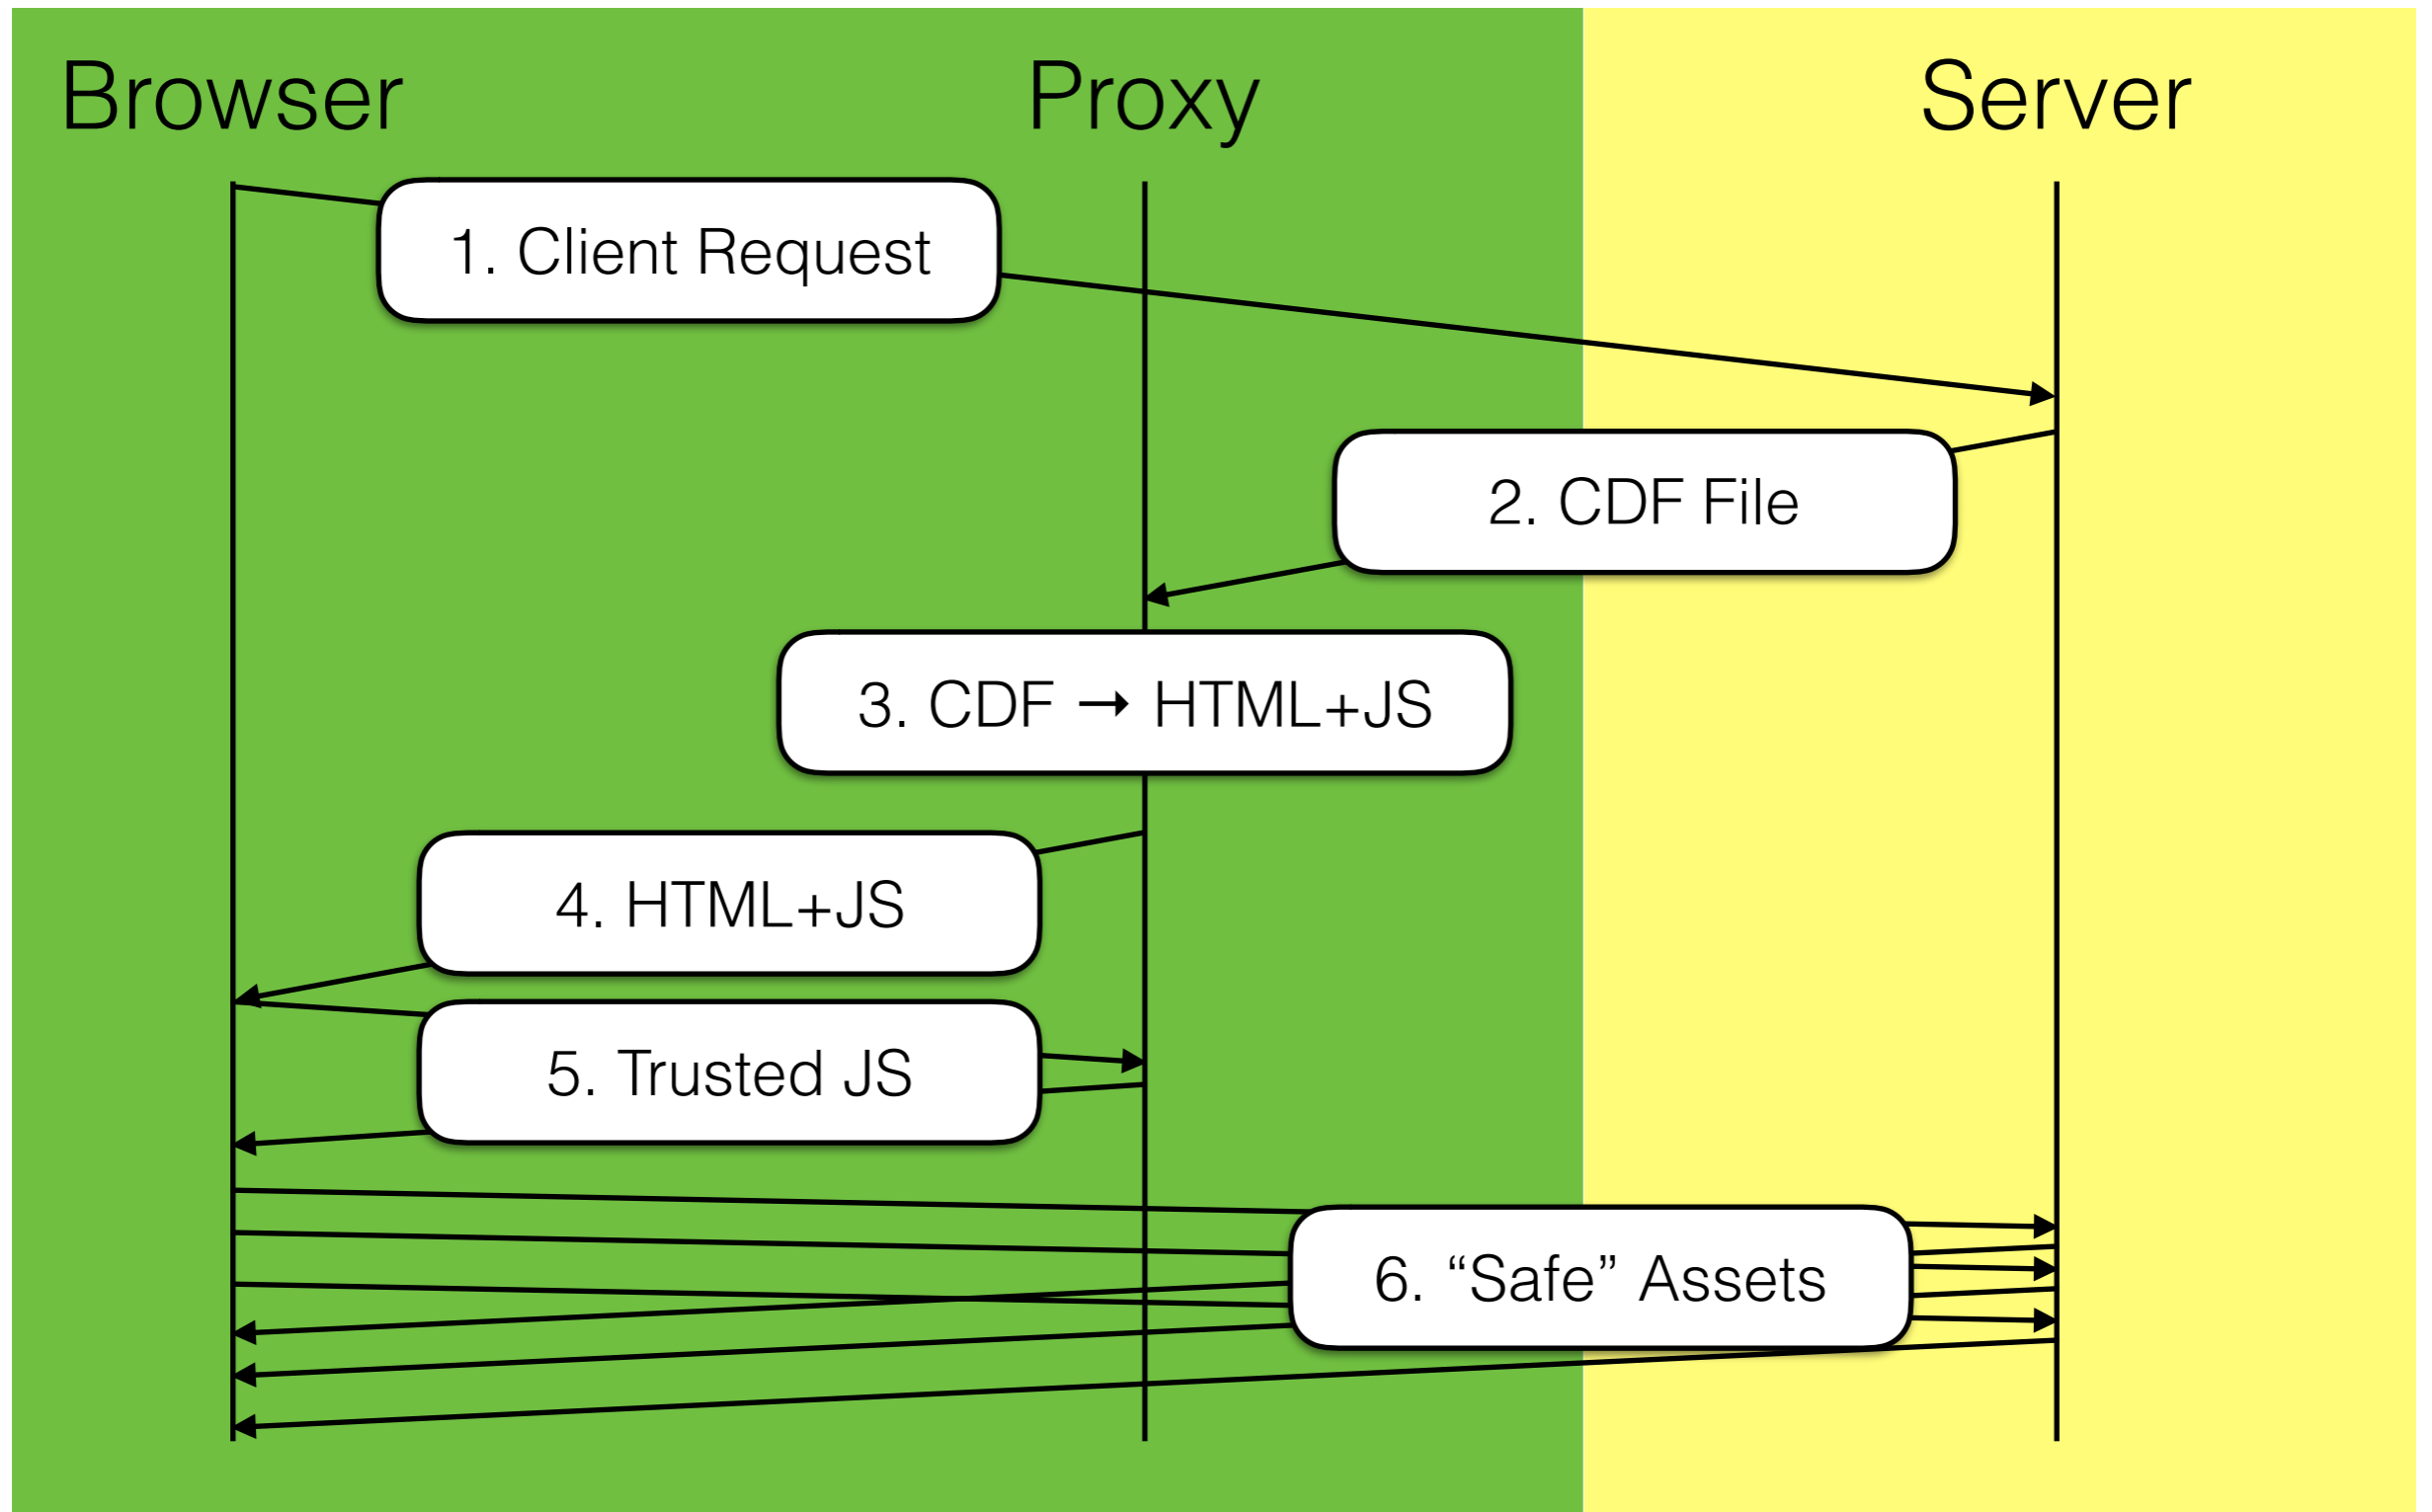 Browser
Proxy
Server
1. Client Request
2. CDF File
3. CDF → HTML+JS
4. HTML+JS
5. Trusted JS
6. “Safe” Assets